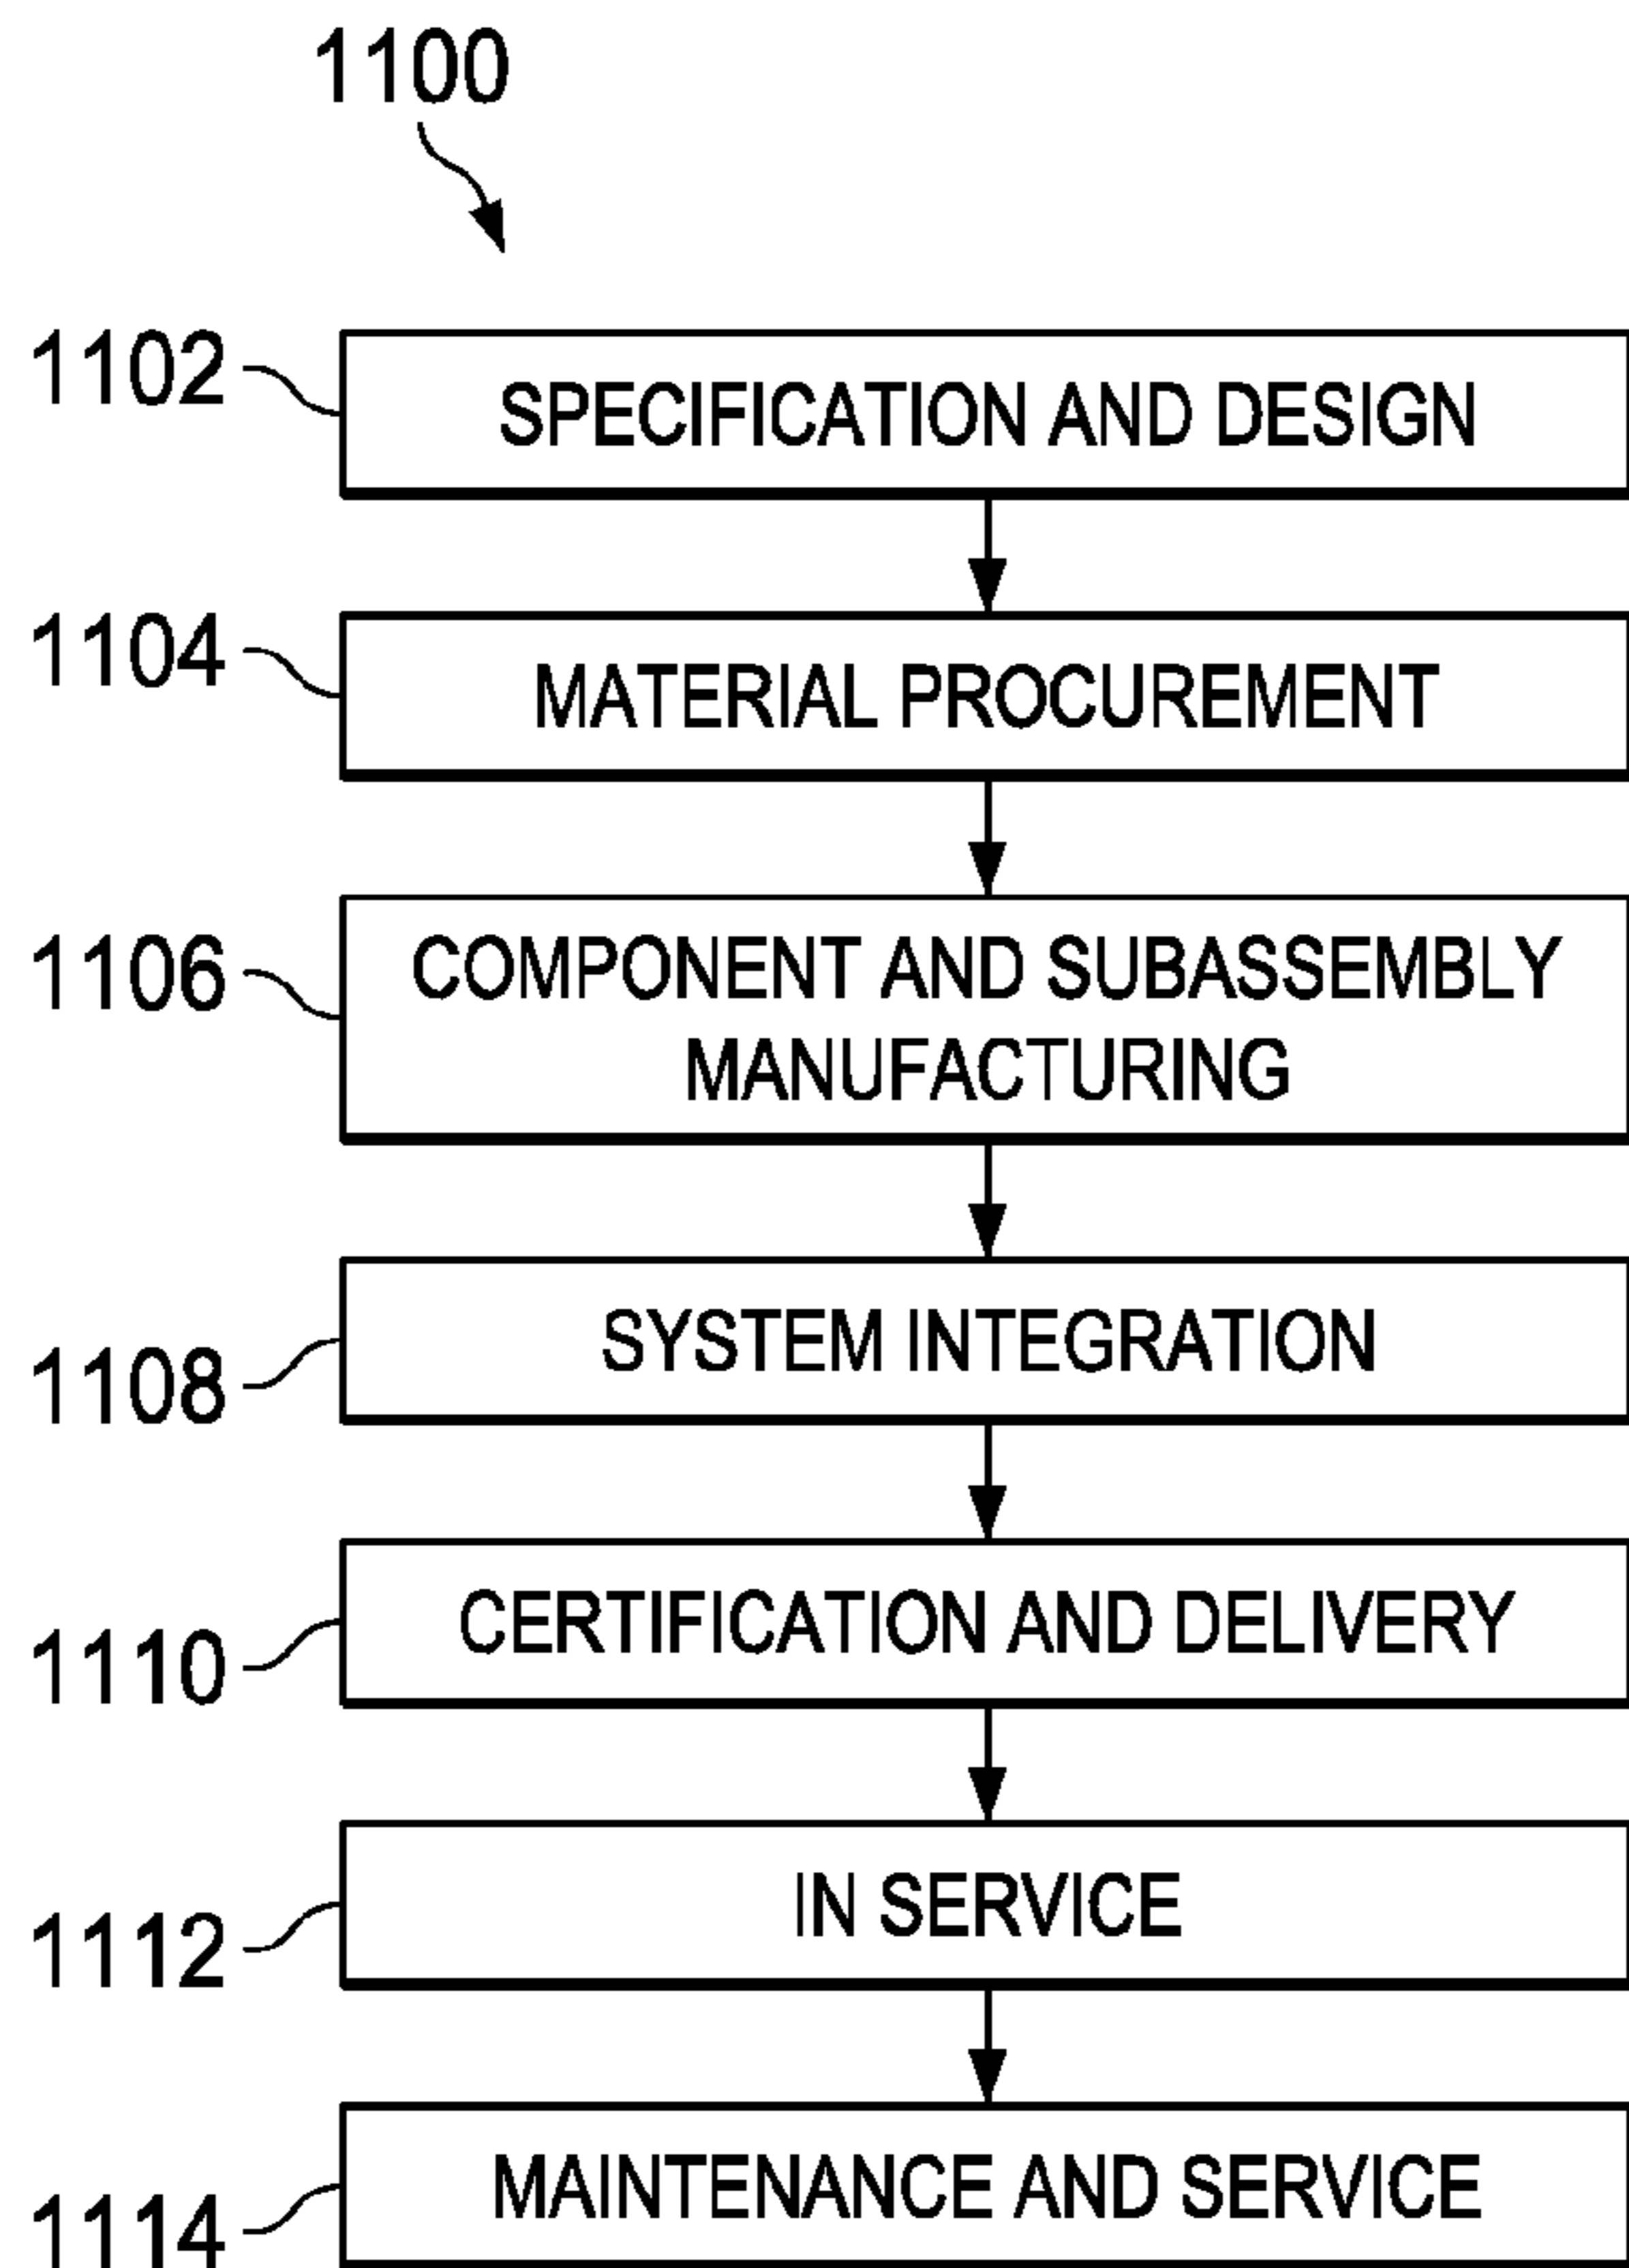 1100
1102
SPECIFICATION AND DESIGN
1104
MATERIAL PROCUREMENT
1106
COMPONENT AND SUBASSEMBLY
MANUFACTURING
1108
SYSTEM INTEGRATION
1110
CERTIFICATION AND DELIVERY
1112
IN SERVICE
1114
MAINTENANCE AND SERVICE